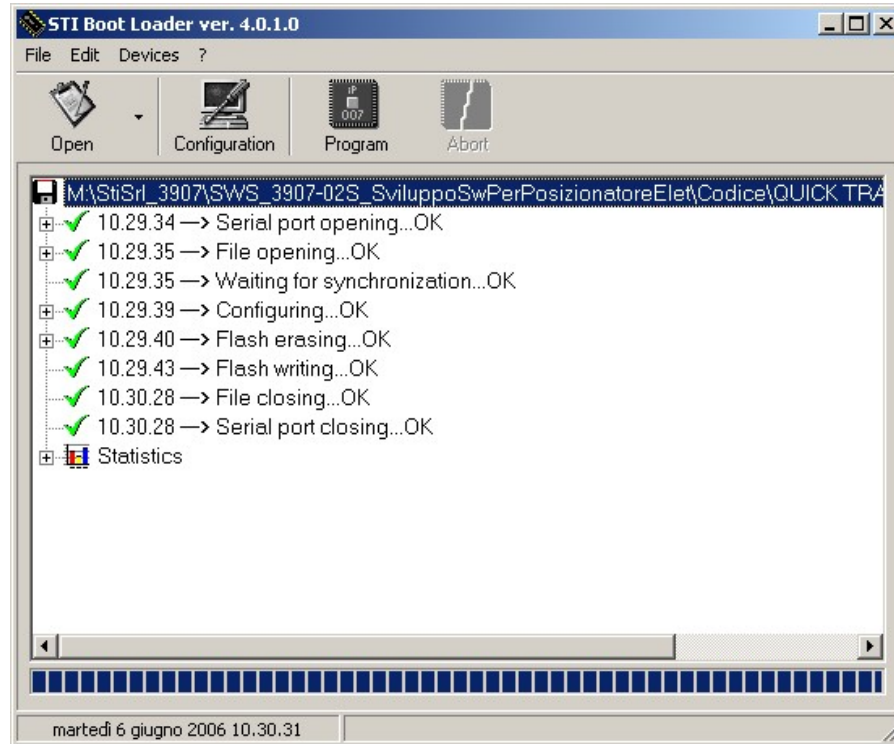 STI Boot Loader ver. 4.0.1.0
File Edit Devices ?
Open Configuration Program Abort
M:\StiSrl_3907\SWS_3907-02S_SviluppoSwPerPosizionatoreElet\Codice\QUICK TRA
10.29.34 —> Serial port opening...OK
10.29.35 —> File opening...OK
10.29.35 —> Waiting for synchronization...OK
10.29.39 —> Configuring...OK
10.29.40 —> Flash erasing...OK
10.29.43 —> Flash writing...OK
10.30.28 —> File closing...OK
10.30.28 —> Serial port closing...OK
Statistics
martedì 6 giugno 2006 10.30.31